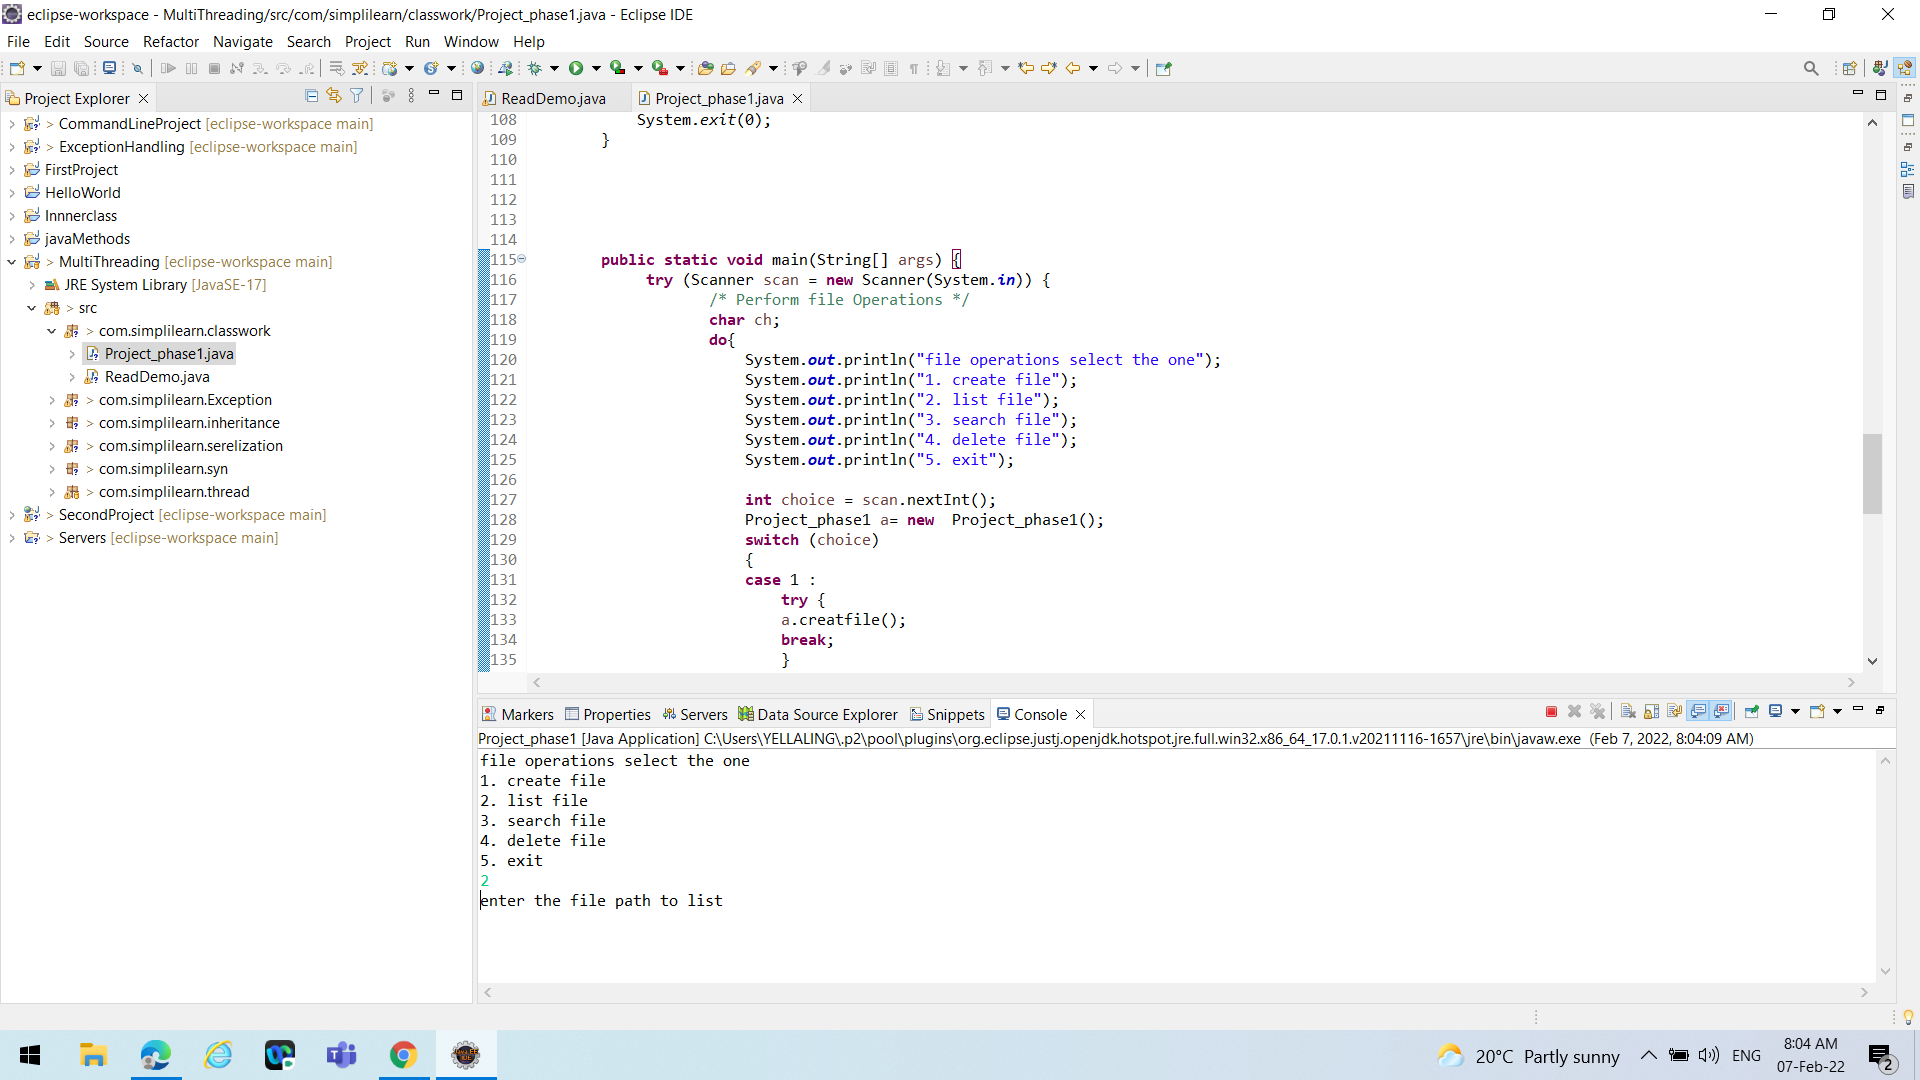 eclipse-workspace - MultiThreading/src/com/simplilearn/classwork/Project_phase1.java - Eclipse IDE
File Edit Source Refactor Navigate Search Project Run Window Help
Project Explorer
> CommandLineProject [eclipse-workspace main]
> ExceptionHandling [eclipse-workspace main]
FirstProject
HelloWorld
Innnerclass
javaMethods
> MultiThreading [eclipse-workspace main]
JRE System Library [JavaSE-17]
> src
> com.simplilearn.classwork
Project_phase1.java
> ReadDemo.java
> com.simplilearn.Exception
> com.simplilearn.inheritance
> com.simplilearn.serelization
> com.simplilearn.syn
> com.simplilearn.thread
> SecondProject [eclipse-workspace main]
> Servers [eclipse-workspace main]
ReadDemo.java Project_phase1.java
108 System.exit(0);
109 }
110
111
112
113
114
115 public static void main(String[] args) {
116 try (Scanner scan = new Scanner(System.in)) {
117 /* Perform file Operations */
118 char ch;
119 do{
120 System.out.println("file operations select the one");
121 System.out.println("1. create file");
122 System.out.println("2. list file");
123 System.out.println("3. search file");
124 System.out.println("4. delete file");
125 System.out.println("5. exit");
126
127 int choice = scan.nextInt();
128 Project_phase1 a= new  Project_phase1();
129 switch (choice)
130 {
131 case 1 :
132 try {
133 a.creatfile();
134 break;
135 }
Markers Properties Servers Data Source Explorer Snippets Console
Project_phase1 [Java Application] C:\Users\YELLALING\.p2\pool\plugins\org.eclipse.justj.openjdk.hotspot.jre.full.win32.x86_64_17.0.1.v20211116-1657\jre\bin\javaw.exe (Feb 7, 2022, 8:04:09 AM)
file operations select the one
1. create file
2. list file
3. search file
4. delete file
5. exit
2
enter the file path to list
20°C Partly sunny
ENG
8:04 AM
07-Feb-22
2